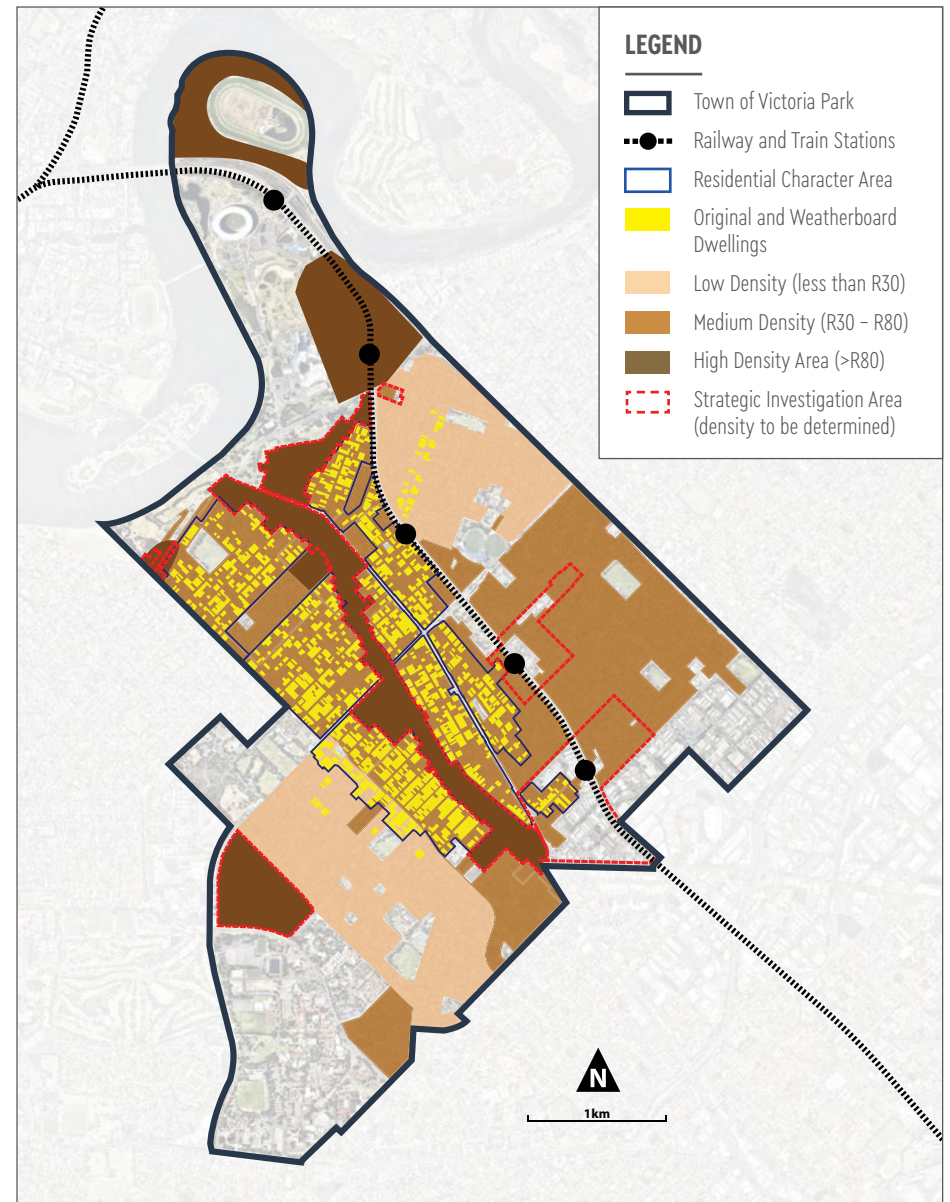 LEGEND
Town of Victoria Park
Railway and Train Stations
Residential Character Area
Original and Weatherboard
Dwellings
Low Density (less than R30)
Medium Density (R30 – R80)
High Density Area (>R80)
Strategic Investigation Area
(density to be determined)
N
1km